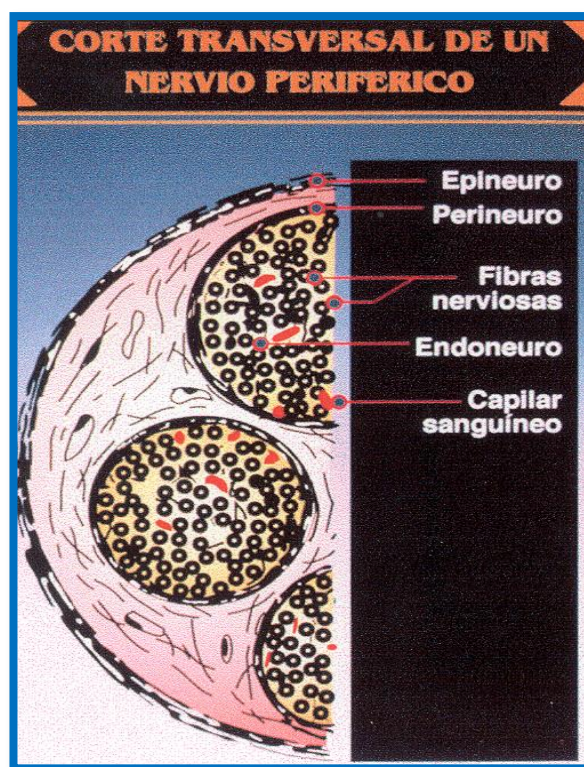 CORTE TRANSVERSAL DE UN
NERVIO PERIFERICO
Epineuro
Perineuro
Fibras
nerviosas
Endoneuro
Capilar
sanguíneo